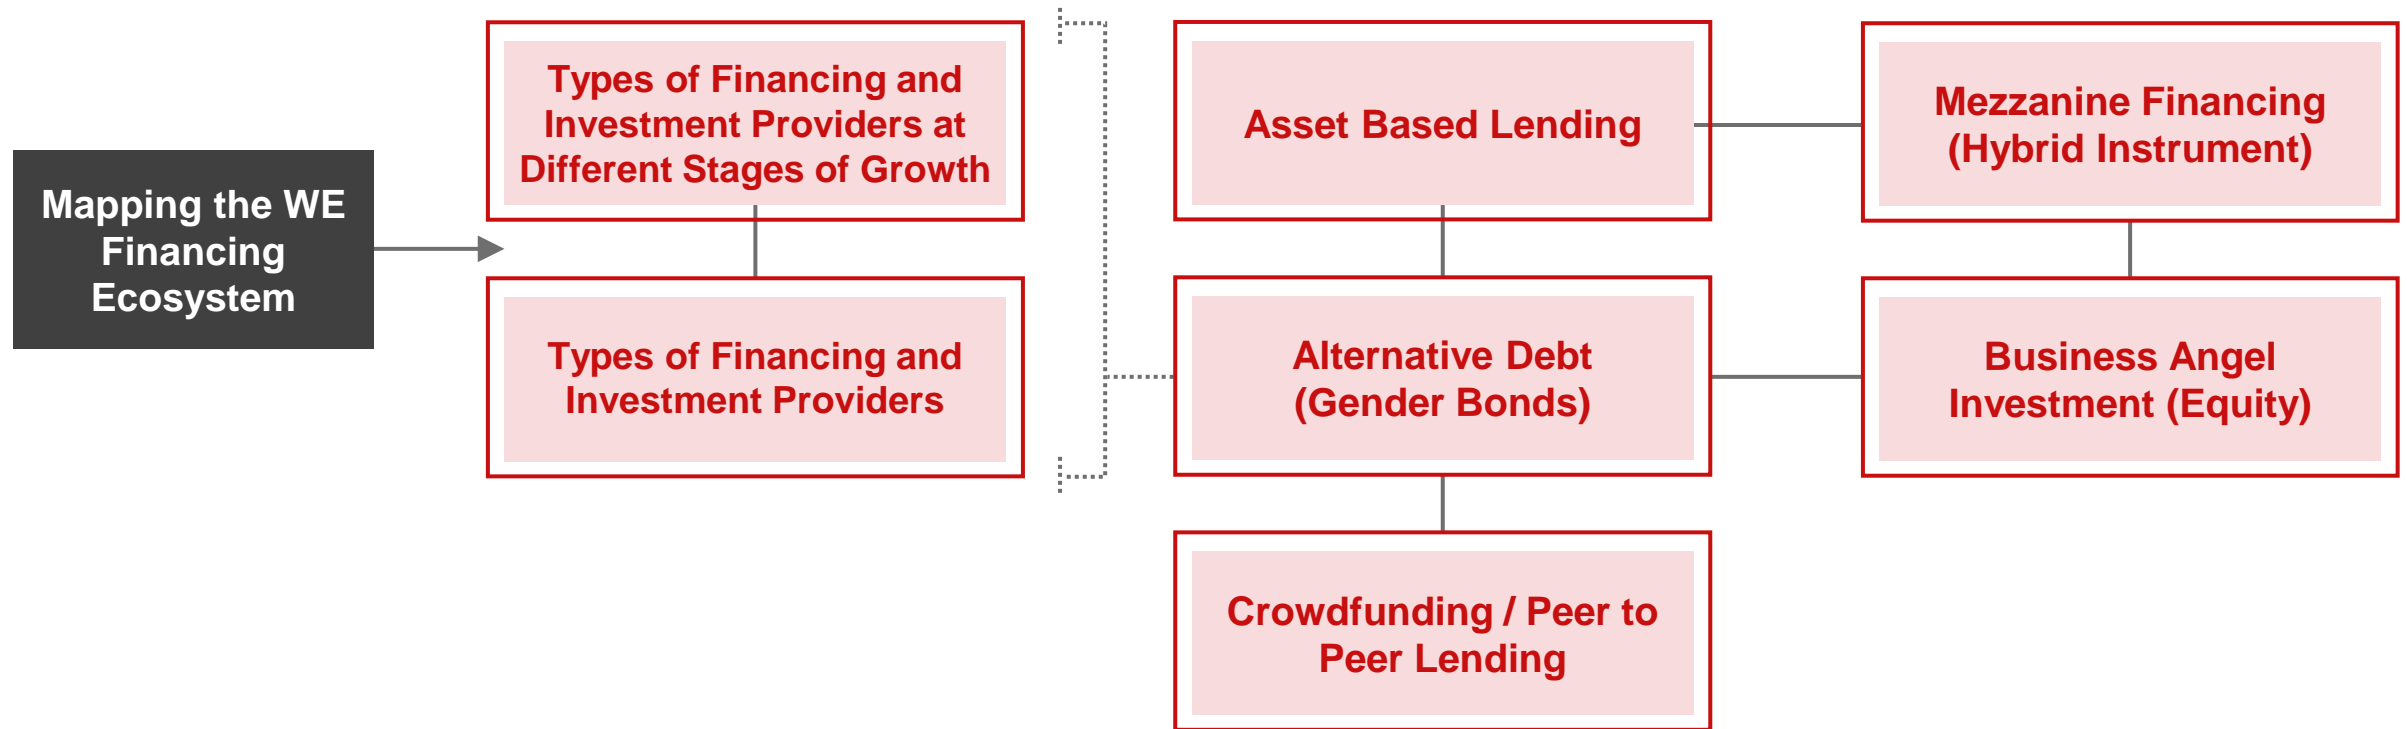 Mapping the WE
Financing
Ecosystem
Types of Financing and
Investment Providers at
Different Stages of Growth
Types of Financing and
Investment Providers
Asset Based Lending
Alternative Debt
(Gender Bonds)
Crowdfunding / Peer to
Peer Lending
Mezzanine Financing
(Hybrid Instrument)
Business Angel
Investment (Equity)